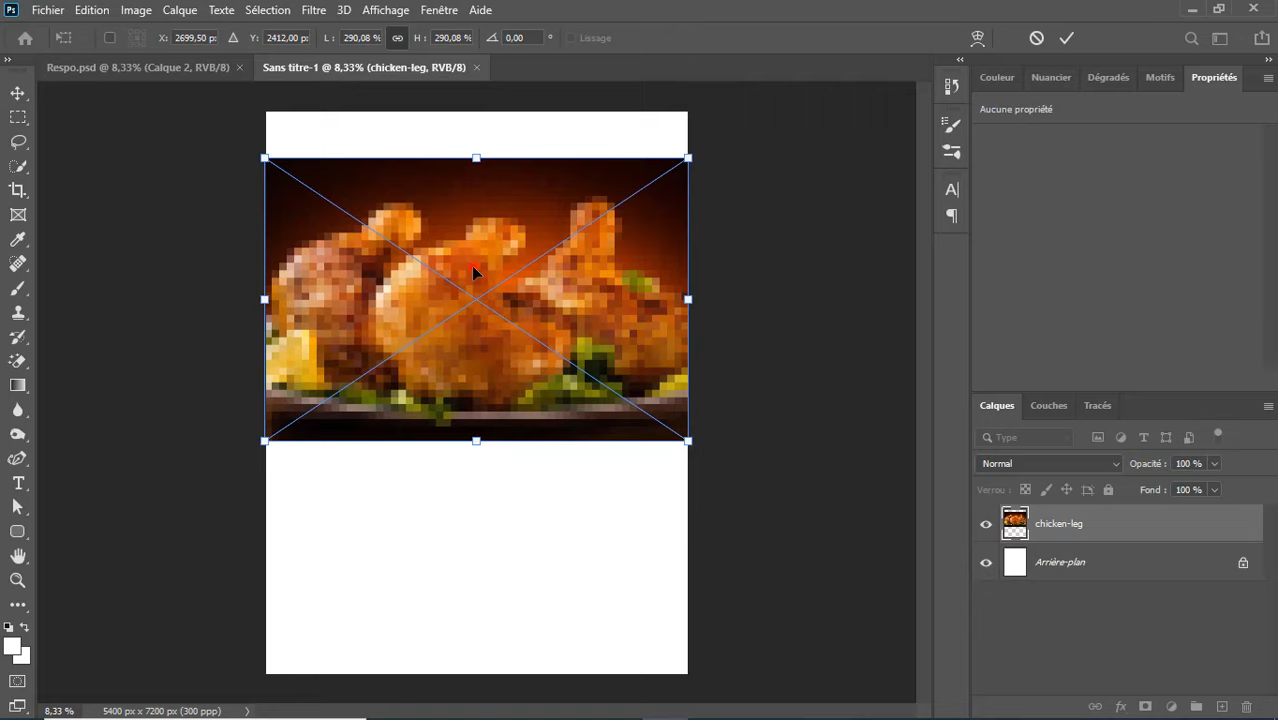 Ps Fichier Edition Image Calque Texte Sélection Filtre 3D Affichage Fenêtre Aide
X: 2699,50 px Y: 2412,00 px L: 290,08 % H: 290,08 % 0,00 ° Lissage
Respo.psd @ 8,33% (Calque 2, RVB/8) × Sans titre-1 @ 8,33% (chicken-leg, RVB/8) ×
Couleur Nuancier Dégradés Motifs Propriétés
Aucune propriété
Calques Couches Tracés
Type
Normal Opacité : 100 %
Verrou : Fond : 100 %
chicken-leg
Arrière-plan
8,33 % 5400 px x 7200 px (300 ppp)